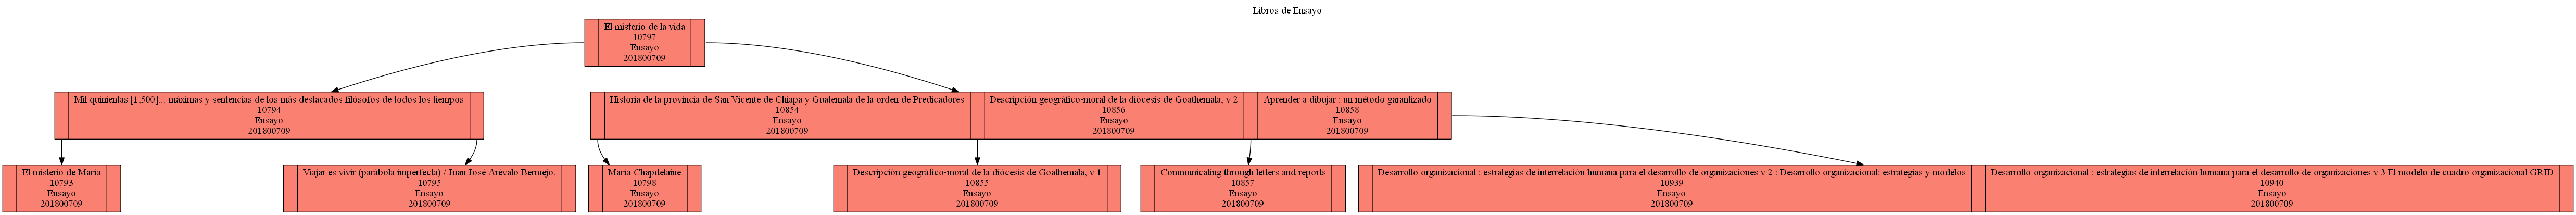 Libros de Ensayo
El misterio de la vida
10797
Ensayo
201800709
Mil quinientas [1,500]... máximas y sentencias de los más destacados filósofos de todos los tiempos
10794
Ensayo
201800709
Historia de la provincia de San Vicente de Chiapa y Guatemala de la orden de Predicadores
10854
Ensayo
201800709
Descripción geográfico-moral de la diócesis de Goathemala, v 2
10856
Ensayo
201800709
Aprender a dibujar : un método garantizado
10858
Ensayo
201800709
El misterio de María
10793
Ensayo
201800709
Viajar es vivir (parábola imperfecta) / Juan José Arévalo Bermejo.
10795
Ensayo
201800709
María Chapdelaine
10798
Ensayo
201800709
Descripción geográfico-moral de la diócesis de Goathemala, v 1
10855
Ensayo
201800709
Communicating through letters and reports
10857
Ensayo
201800709
Desarrollo organizacional : estrategias de interrelación humana para el desarrollo de organizaciones v 2 : Desarrollo organizacional: estrategias y modelos
10939
Ensayo
201800709
Desarrollo organizacional : estrategias de interrelación humana para el desarrollo de organizaciones v 3 El modelo de cuadro organizacional GRID
10940
Ensayo
201800709